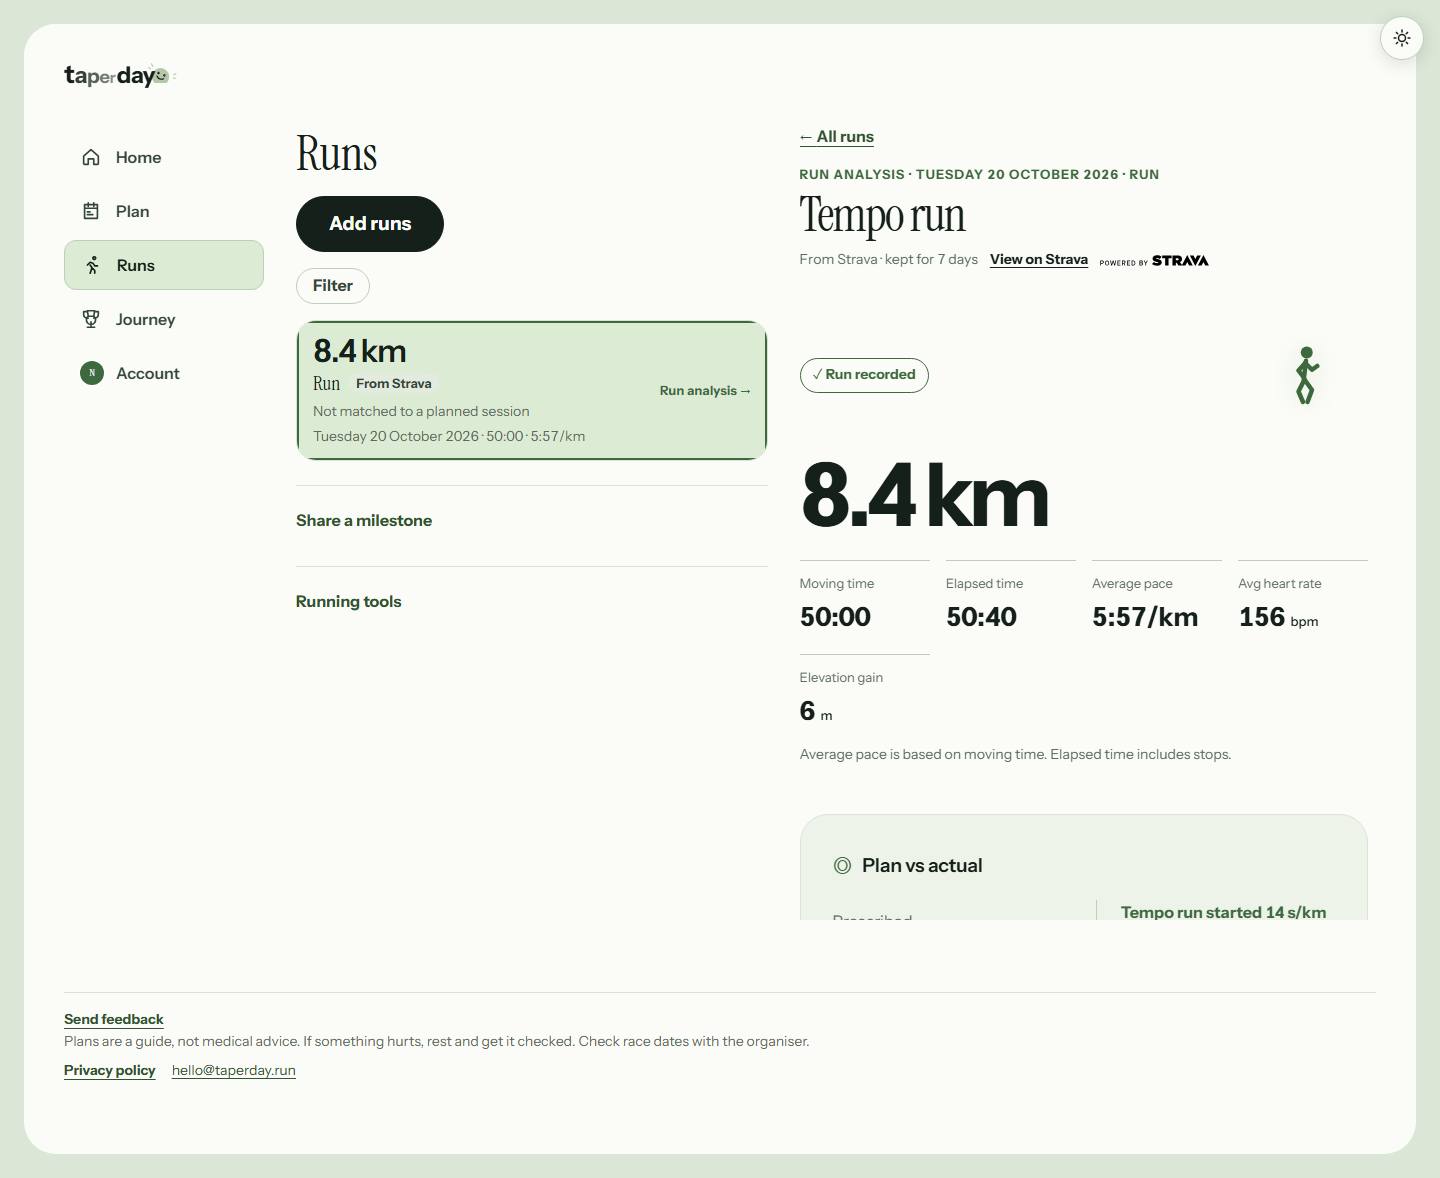 taperday
Home
Plan
Runs
Journey
N
Account
Runs
Add runs
Filter
8.4 km
Run From Strava
Run analysis →
Not matched to a planned session
Tuesday 20 October 2026 · 50:00 · 5:57/km
Share a milestone
Running tools
← All runs
RUN ANALYSIS · TUESDAY 20 OCTOBER 2026 · RUN
Tempo run
From Strava · kept for 7 days View on Strava POWERED BY STRAVA
✓ Run recorded
8.4 km
Moving time
50:00
Elapsed time
50:40
Average pace
5:57/km
Avg heart rate
156 bpm
Elevation gain
6 m
Average pace is based on moving time. Elapsed time includes stops.
Plan vs actual
Prescribed
Tempo run started 14 s/km
Send feedback
Plans are a guide, not medical advice. If something hurts, rest and get it checked. Check race dates with the organiser.
Privacy policy hello@taperday.run